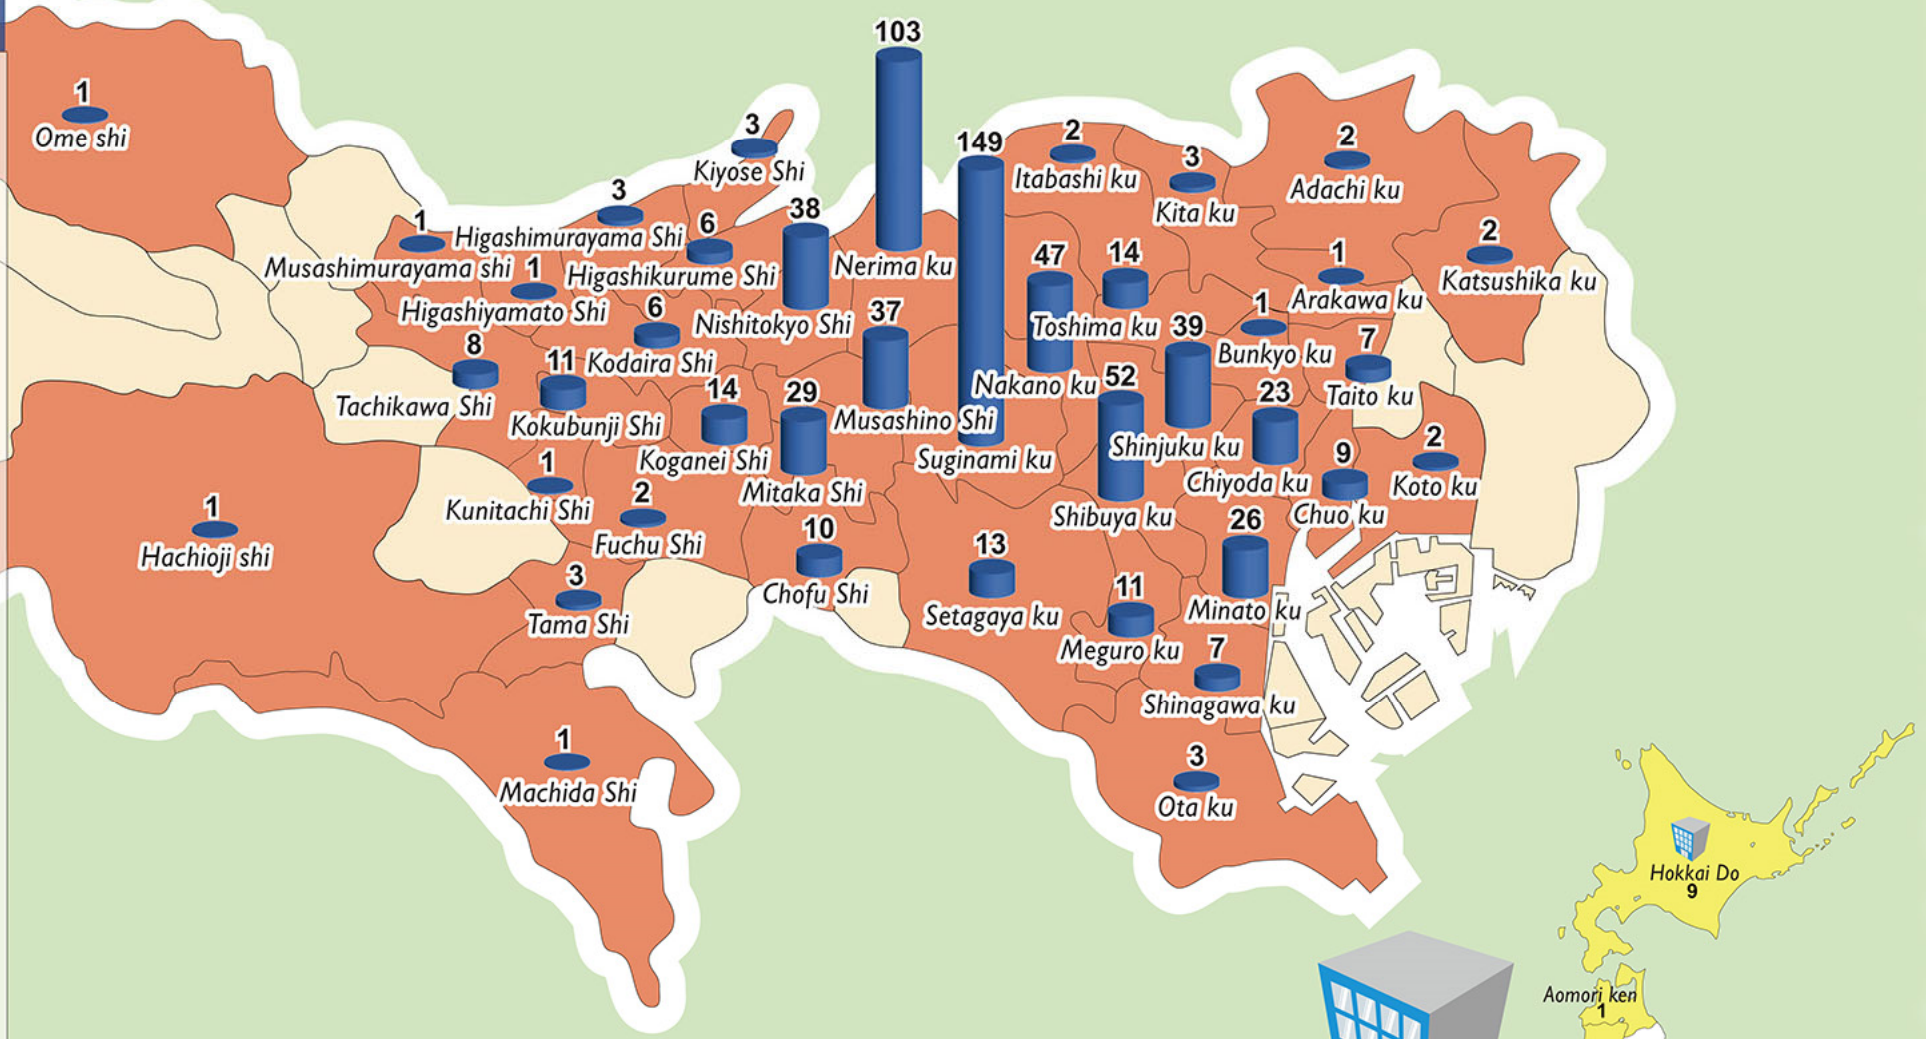 103
Nerima ku
1
Ome shi
3
Kiyose Shi
149
Suginami ku
2
Itabashi ku
3
Kita ku
2
Adachi ku
3
Higashimurayama Shi
1
Musashimurayama shi
6
Higashikurume Shi
38
Nishitokyo Shi
1
Higashiyamato Shi
47
Nakano ku
14
Toshima ku
1
Arakawa ku
2
Katsushika ku
6
Kodaira Shi
37
Musashino Shi
39
Shinjuku ku
1
Bunkyo ku
7
Taito ku
8
Tachikawa Shi
11
Kokubunji Shi
14
Koganei Shi
29
Mitaka Shi
52
Shibuya ku
23
Chiyoda ku
9
Chuo ku
2
Koto ku
1
Kunitachi Shi
2
Fuchu Shi
1
Hachioji shi
10
Chofu Shi
13
Setagaya ku
26
Minato ku
3
Tama Shi
11
Meguro ku
7
Shinagawa ku
1
Machida Shi
3
Ota ku
Hokkai Do
9
Aomori ken
1